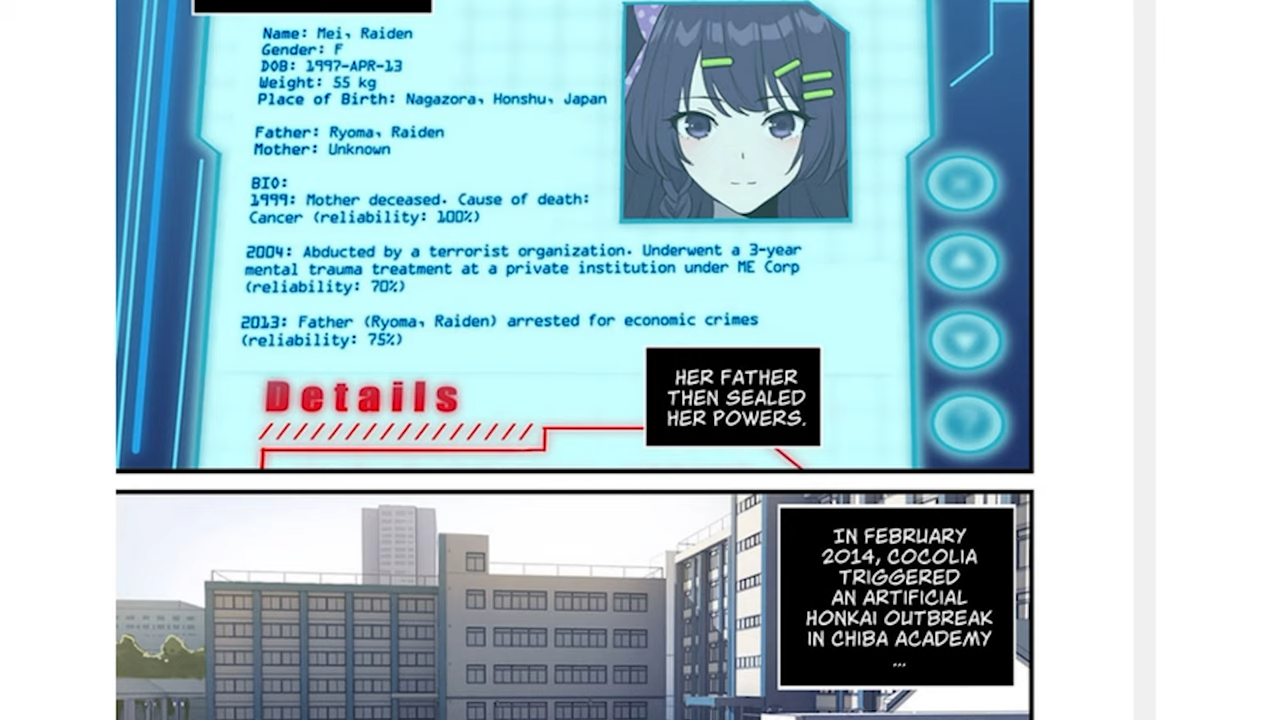 Name: Mei, Raiden
Gender: F
DOB: 1997-APR-13
Weight: 55 kg
Place of Birth: Nagazora, Honshu, Japan
Father: Ryoma, Raiden
Mother: Unknown
BIO:
1999: Mother deceased. Cause of death:
Cancer (reliability: 100%)
2004: Abducted by a terrorist organization. Underwent a 3-year
mental trauma treatment at a private institution under ME Corp
(reliability: 70%)
2013: Father (Ryoma, Raiden) arrested for economic crimes
(reliability: 75%)
Details
HER FATHER
THEN SEALED
HER POWERS.
IN FEBRUARY
2014, COCOLIA
TRIGGERED
AN ARTIFICIAL
HONKAI OUTBREAK
IN CHIBA ACADEMY
...